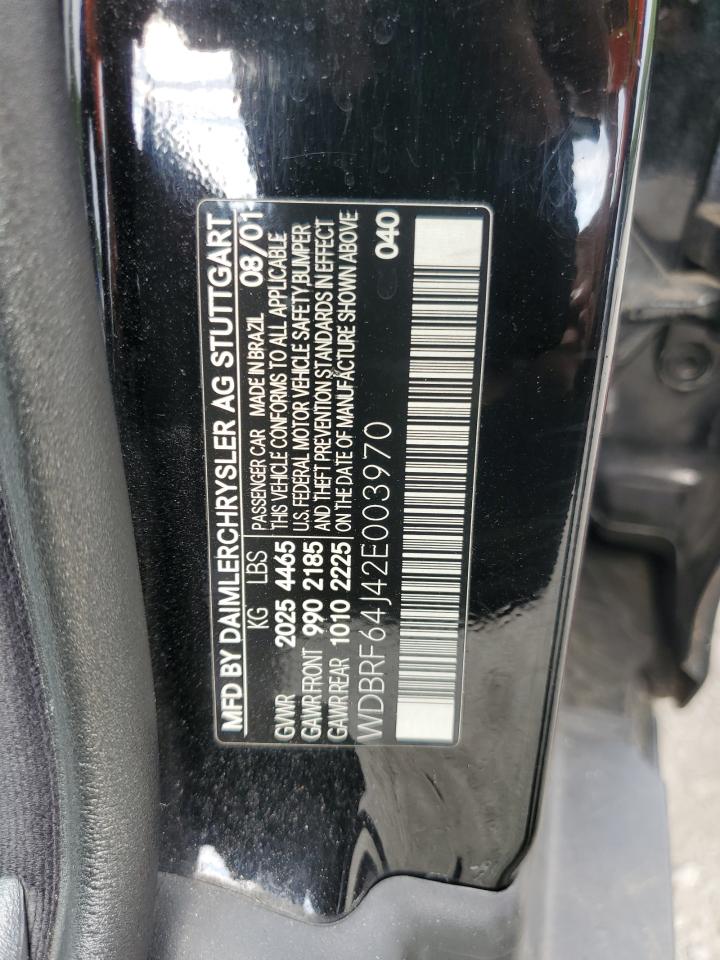 MFD BY DAIMLERCHRYSLER AG STUTTGART
KG LBS PASSENGER CAR MADE IN BRAZIL 08/01
GVWR 2025 4465 THIS VEHICLE CONFORMS TO ALL APPLICABLE
U.S. FEDERAL MOTOR VEHICLE SAFETY,BUMPER
GAWR FRONT 990 2185 AND THEFT PREVENTION STANDARDS IN EFFECT
GAWR REAR 1010 2225 ON THE DATE OF MANUFACTURE SHOWN ABOVE
WDBRF64J42E003970 040